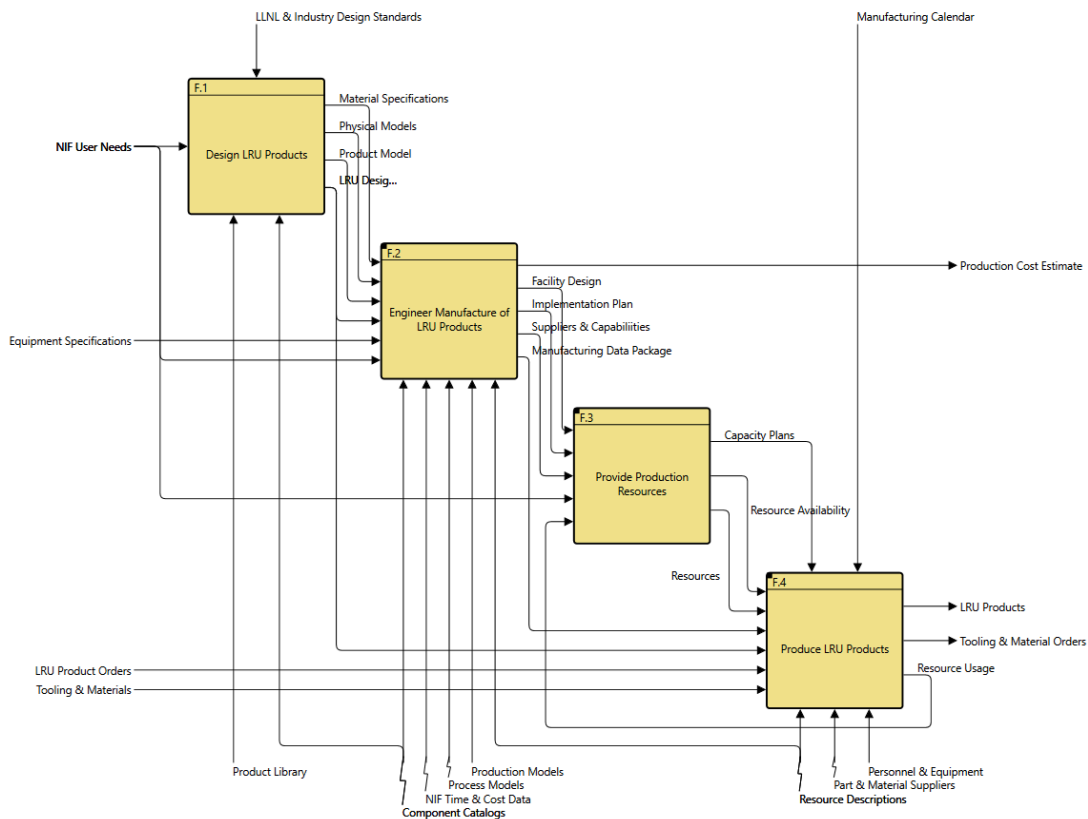 LLNL & Industry Design Standards
Manufacturing Calendar
F.1
Design LRU Products
NIF User Needs
Material Specifications
Physical Models
Product Model
LRU Desig...
F.2
Engineer Manufacture of
LRU Products
Production Cost Estimate
Facility Design
Implementation Plan
Suppliers & Capabiliities
Manufacturing Data Package
Equipment Specifications
F.3
Provide Production
Resources
Capacity Plans
Resource Availability
Resources
F.4
Produce LRU Products
LRU Products
Tooling & Material Orders
Resource Usage
LRU Product Orders
Tooling & Materials
Product Library
Production Models
Process Models
NIF Time & Cost Data
Component Catalogs
Personnel & Equipment
Part & Material Suppliers
Resource Descriptions